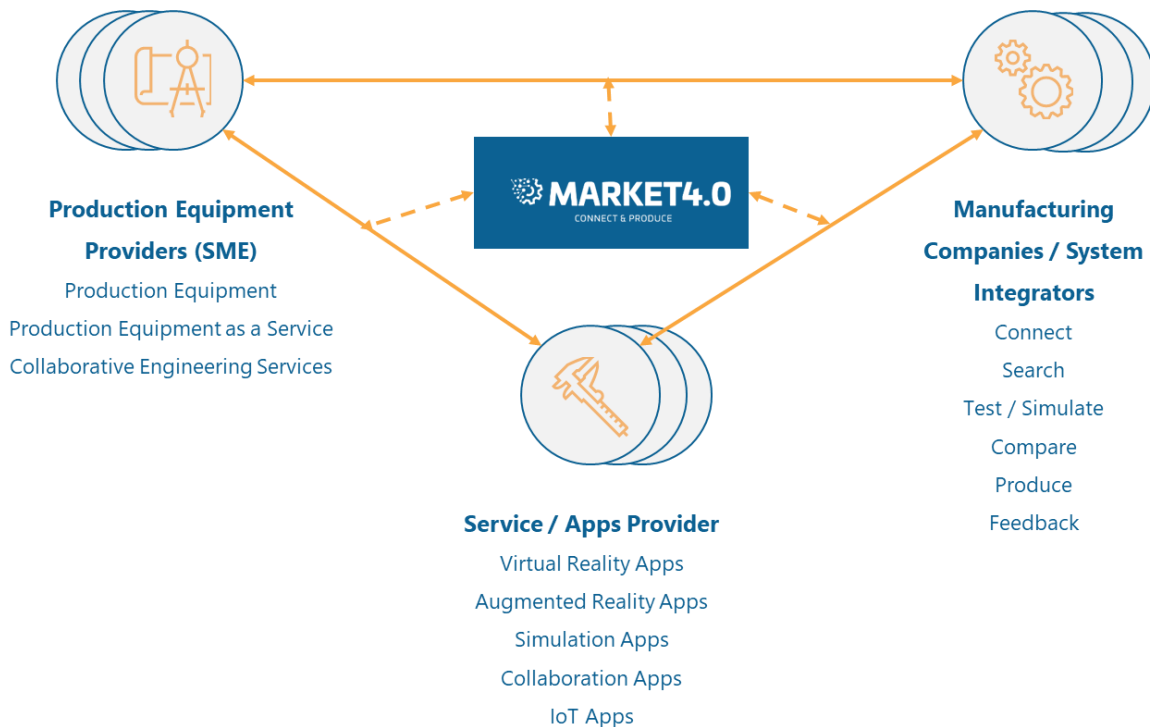 MARKET4.0
CONNECT & PRODUCE
Production Equipment
Providers (SME)
Production Equipment
Production Equipment as a Service
Collaborative Engineering Services
Manufacturing
Companies / System
Integrators
Connect
Search
Test / Simulate
Compare
Produce
Feedback
Service / Apps Provider
Virtual Reality Apps
Augmented Reality Apps
Simulation Apps
Collaboration Apps
IoT Apps